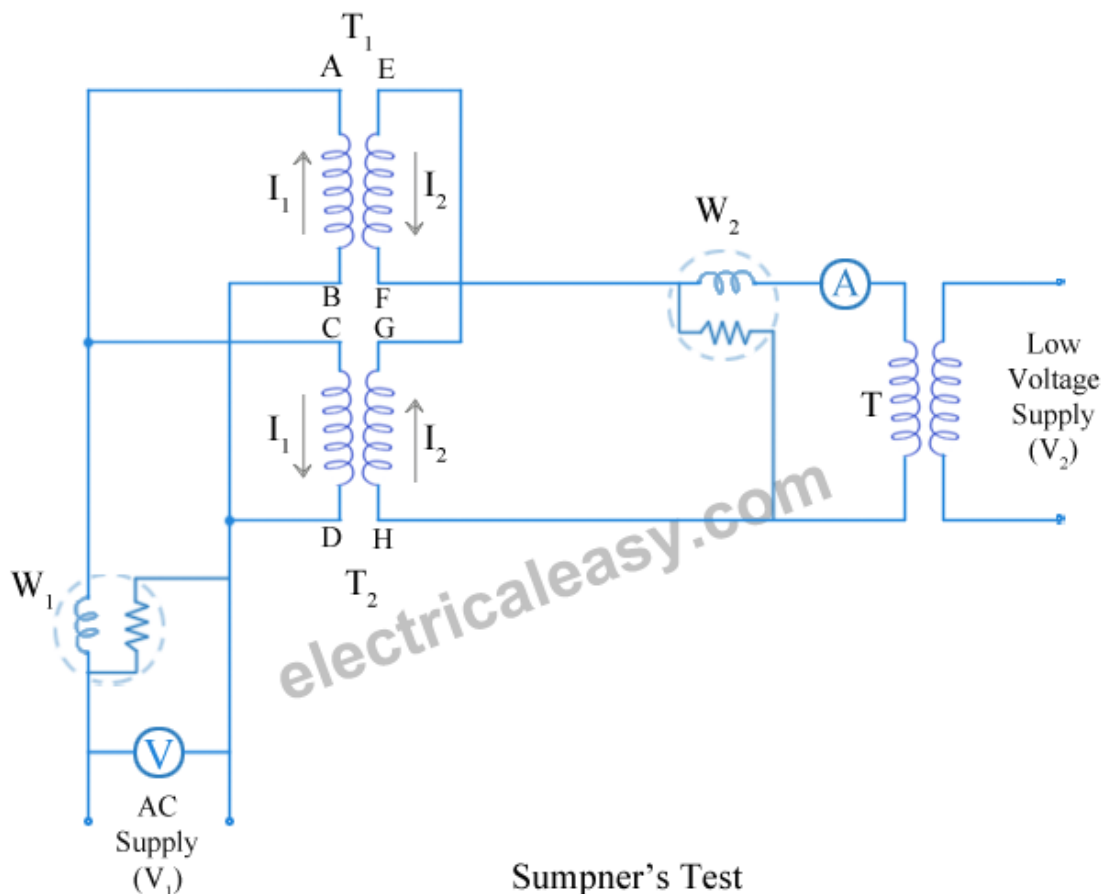 T₁
A E
I₁ I₂
W₂
A
B F
C G
Low
Voltage
Supply
(V₂)
T
I₁ I₂
D H
T₂
W₁
electricaleasy.com
V
AC
Supply
(V₁)
Sumpner's Test